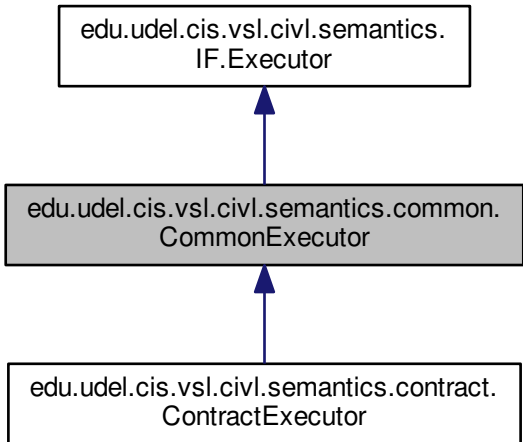 edu.udel.cis.vsl.civl.semantics.
IF.Executor
edu.udel.cis.vsl.civl.semantics.common.
CommonExecutor
edu.udel.cis.vsl.civl.semantics.contract.
ContractExecutor